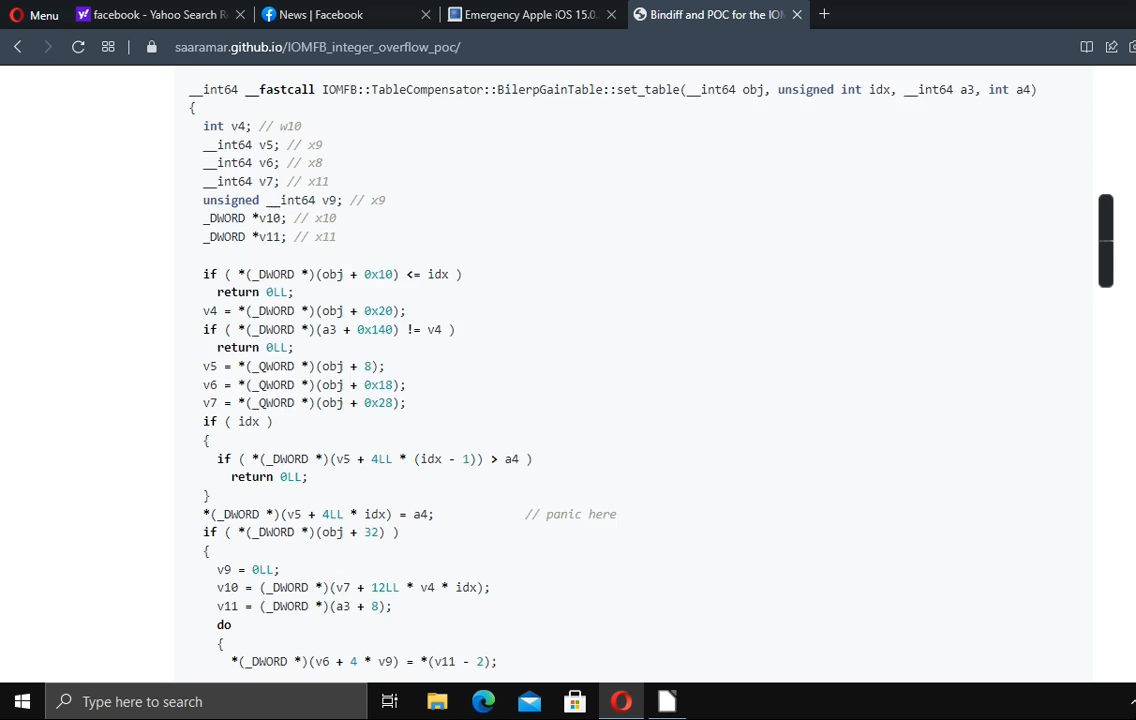 Menu
facebook - Yahoo Search R
News | Facebook
Emergency Apple iOS 15.0.
Bindiff and POC for the ION
saaramar.github.io/IOMFB_integer_overflow_poc/
__int64 __fastcall IOMFB::TableCompensator::BilerpGainTable::set_table(__int64 obj, unsigned int idx, __int64 a3, int a4)
{
int v4; // w10
__int64 v5; // x9
__int64 v6; // x8
__int64 v7; // x11
unsigned __int64 v9; // x9
_DWORD *v10; // x10
_DWORD *v11; // x11
if ( *(_DWORD *)(obj + 0x10) <= idx )
return 0LL;
v4 = *(_DWORD *)(obj + 0x20);
if ( *(_DWORD *)(a3 + 0x140) != v4 )
return 0LL;
v5 = *(_QWORD *)(obj + 8);
v6 = *(_QWORD *)(obj + 0x18);
v7 = *(_QWORD *)(obj + 0x28);
if ( idx )
{
if ( *(_DWORD *)(v5 + 4LL * (idx - 1)) > a4 )
return 0LL;
}
*(_DWORD *)(v5 + 4LL * idx) = a4; // panic here
if ( *(_DWORD *)(obj + 32) )
{
v9 = 0LL;
v10 = (_DWORD *)(v7 + 12LL * v4 * idx);
v11 = (_DWORD *)(a3 + 8);
do
{
*(_DWORD *)(v6 + 4 * v9) = *(v11 - 2);
Type here to search